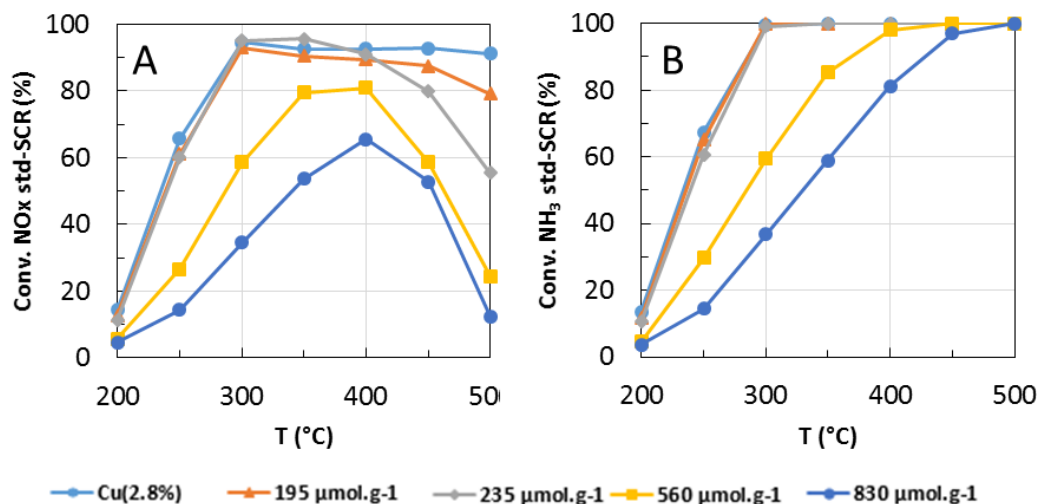 A
Conv. NOx std-SCR (%)
100
80
60
40
20
0
200
300
400
50
T (°C)
B
Conv. NH₃ std-SCR (%)
100
80
60
40
20
0
200
300
400
500
T (°C)
Cu(2.8%) 195 µmol.g-1 235 µmol.g-1 560 µmol.g-1 830 µmol.g-1